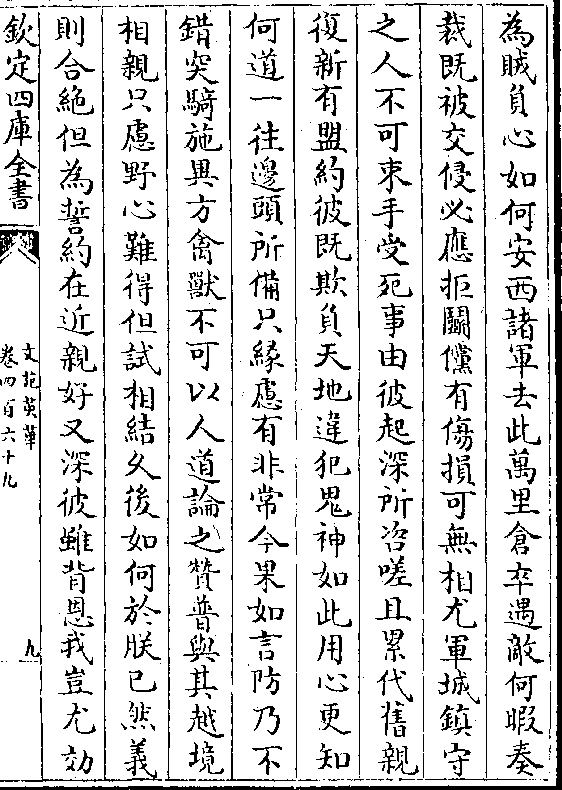 為賊負心如何安西諸軍去此萬里倉卒遇敵何暇奏
裁既被交侵必應拒鬭儻有傷損可無相尤軍城鎮守
之人不可束手受死事由彼起深所咨嗟且累代舊親
復新有盟約彼既欺負天地違犯鬼神如此用心更知
何道一往邊頭所備只緣慮有非常今果如言防乃不
錯突騎施異方禽獸不可以人道論之贊普與其越境
相親只慮野心難得但試相結久後如何於朕已然義
則合絶但為誓約在近親好又深彼雖背恩我豈尤効
欽定四庫全書
文苑英華
卷四百六十九
九